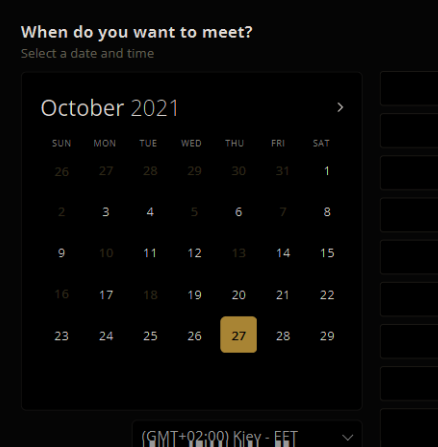 When do you want to meet?
Select a date and time
October 2021
SUN MON TUE WED THU FRI SAT
26 27 28 29 30 31 1
2 3 4 5 6 7 8
9 10 11 12 13 14 15
16 17 18 19 20 21 22
23 24 25 26 27 28 29
(GMT+02:00) Kiev - EET